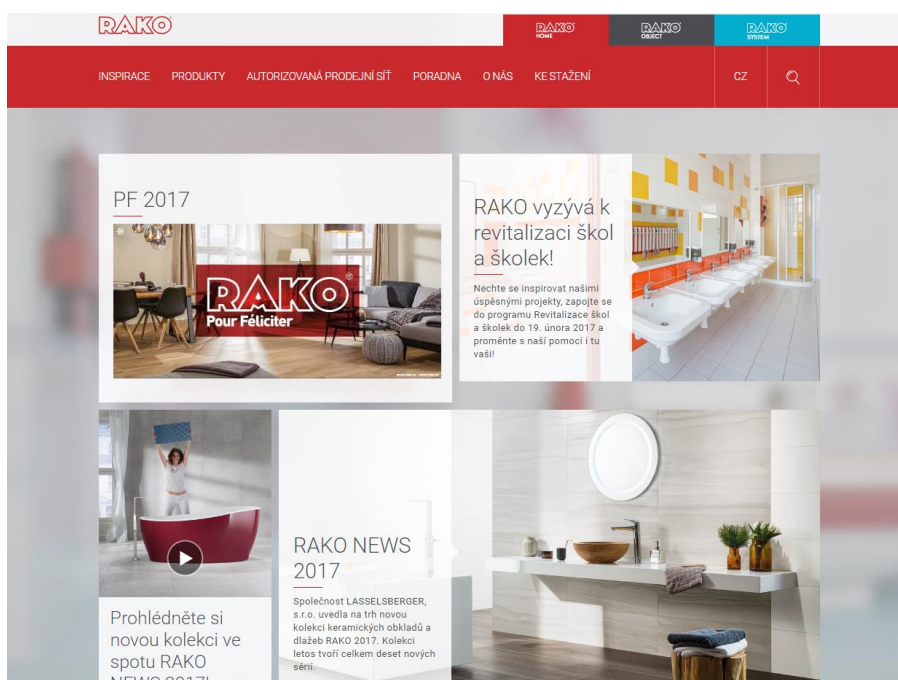 RAKO
RAKO
HOME
RAKO
OBJECT
RAKO
SYSTEM
INSPIRACE
PRODUKTY
AUTORIZOVANÁ PRODEJNÍ SÍŤ
PORADNA
O NÁS
KE STAŽENÍ
CZ
PF 2017
RAKO
Pour Féliciter
RAKO vyzývá k
revitalizaci škol
a školek!
Nechte se inspirovat našimi
úspěsnými projekty, zapojte se
do programu Revitalizace škol
a školek do 19. února 2017 a
proměnte s naší pomocí i tu
vaši!
Prohlédněte si
novou kolekci ve
spotu RAKO
NEWS 2017!
RAKO NEWS
2017
Společnost LASSELSBERGER,
s.r.o. uvedla na trh novou
kolekci keramických obkladů a
dlažeb RAKO 2017. Kolekci
letos tvoří celkem deset nových
sérií.